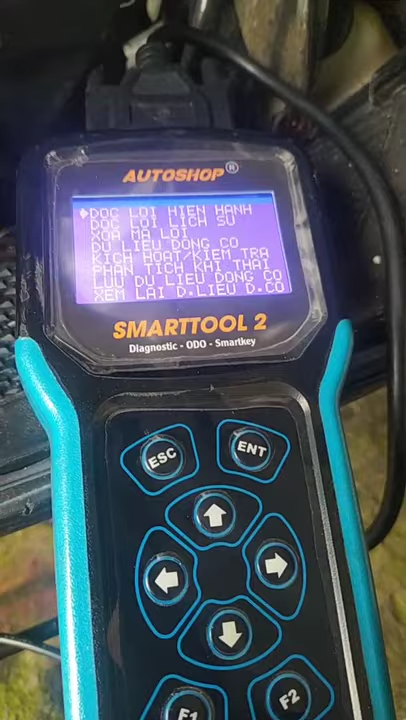 AUTOSHOP®
DOC LOI HIEN HANH
DOC LOI LICH SU
XOA MA LOI
DU LIEU DONG CO
KICH HOAT/KIEM TRA
PHAN TICH KHI THAI
LUU DU LIEU DONG CO
XEM LAI D.LIEU D.CO
SMARTTOOL 2
Diagnostic - ODO - Smartkey
ESC
ENT
F1
F2